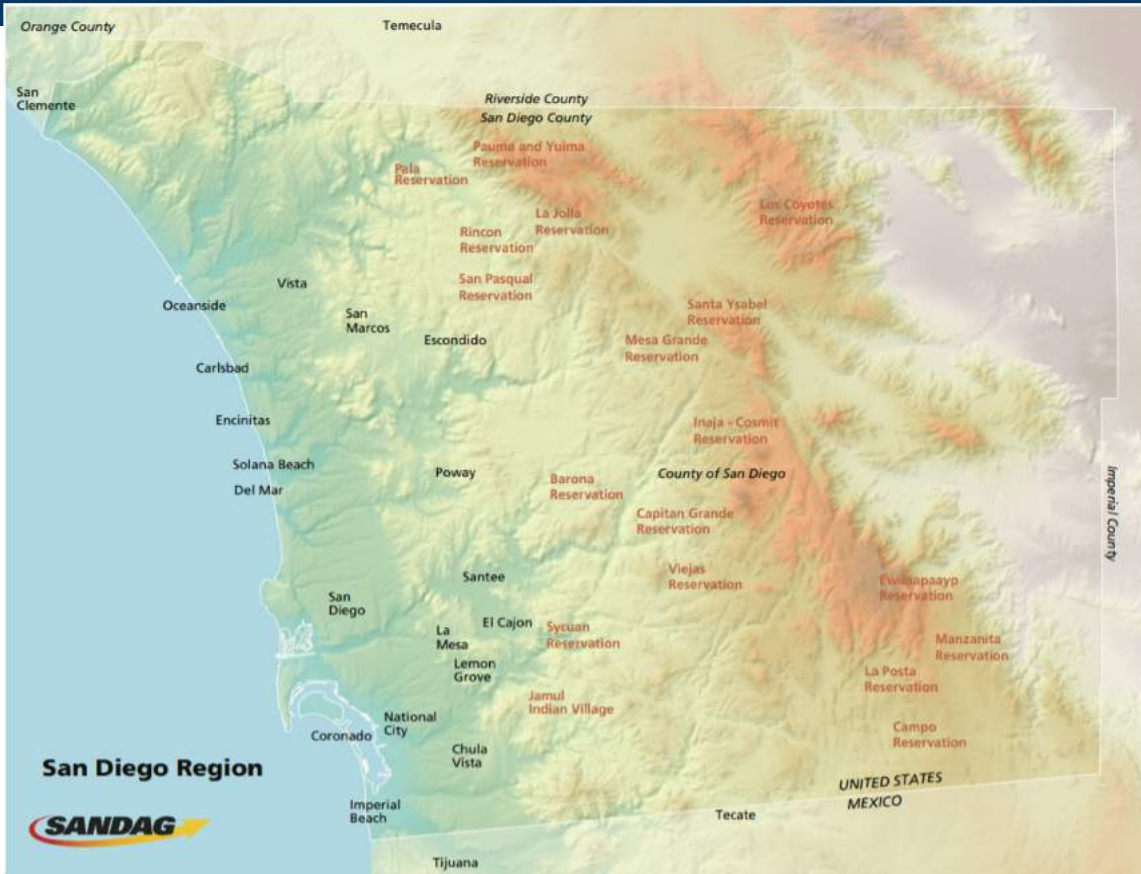 Orange County
Temecula
San
Clemente
Riverside County
San Diego County
Pauma and Yuima
Reservation
Pala
Reservation
Los Coyotes
Reservation
La Jolla
Reservation
Rincon
Reservation
San Pasqual
Reservation
Vista
Oceanside
San
Marcos
Santa Ysabel
Reservation
Escondido
Mesa Grande
Reservation
Carlsbad
Encinitas
Inaja - Cosmit
Reservation
Solana Beach
Poway
Barona
Reservation
County of San Diego
Imperial County
Del Mar
Capitan Grande
Reservation
Santee
Viejas
Reservation
Ewiiaapaayp
Reservation
San
Diego
El Cajon
La
Mesa
Sycuan
Reservation
Manzanita
Reservation
Lemon
Grove
La Posta
Reservation
Jamul
Indian Village
National
City
Coronado
Campo
Reservation
Chula
Vista
San Diego Region
UNITED STATES
MEXICO
Imperial
Beach
Tecate
SANDAG
Tijuana